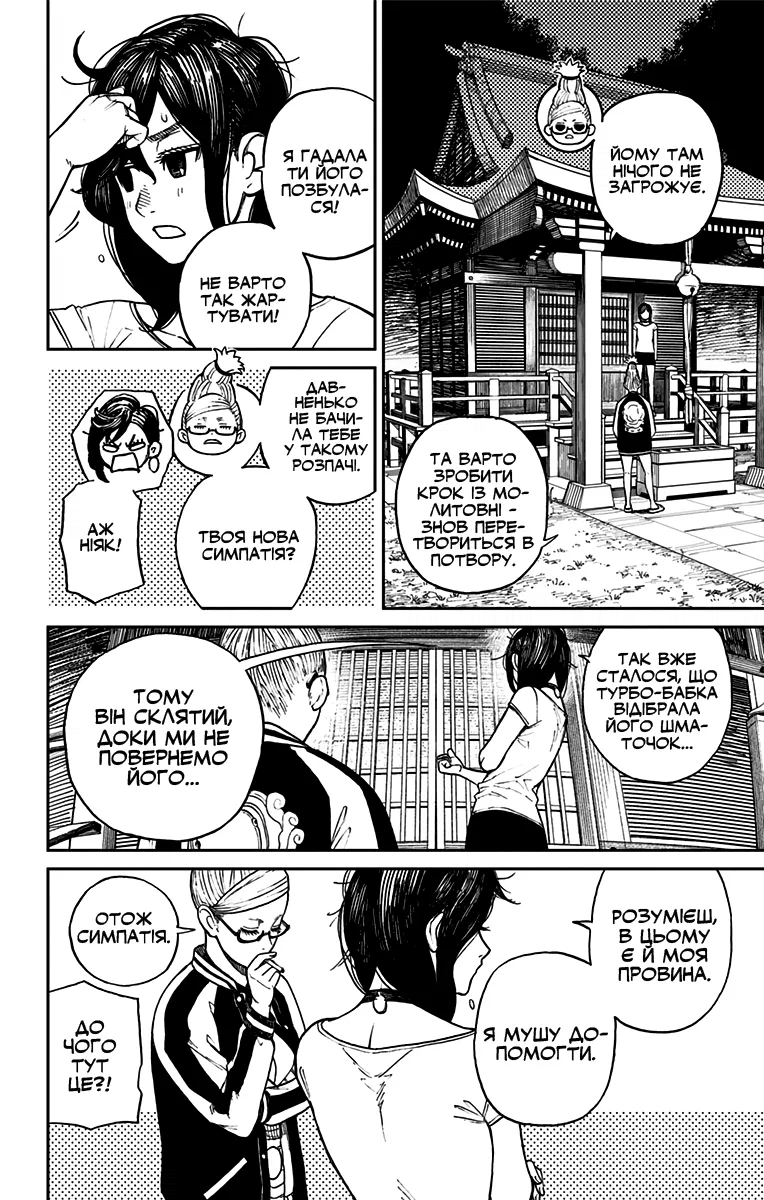 ЙОМУ ТАМ
НІЧОГО НЕ
ЗАГРОЖУЄ.
ТА ВАРТО
ЗРОБИТИ
КРОК ІЗ МО-
ЛИТОВНІ -
ЗНОВ ПЕРЕ-
ТВОРИТЬСЯ В
ПОТВОРУ.
Я ГАДАЛА
ТИ ЙОГО
ПОЗБУЛА-
СЯ!
НЕ ВАРТО
ТАК ЖАР-
ТУВАТИ!
ДАВ-
НЕНЬКО
НЕ БАЧИ-
ЛА ТЕБЕ
У ТАКОМУ
РОЗПАЧІ.
ТВОЯ НОВА
СИМПАТІЯ?
АЖ
НІЯК!
ТАК ВЖЕ
СТАЛОСЯ, ЩО
ТУРБО-БАБКА
ВІДІБРАЛА
ЙОГО ШМА-
ТОЧОК...
ТОМУ
ВІН СКЛЯТИЙ,
ДОКИ МИ НЕ
ПОВЕРНЕМО
ЙОГО...
РОЗУМІЄШ,
В ЦЬОМУ
Є Й МОЯ
ПРОВИНА.
Я МУШУ ДО-
ПОМОГТИ.
ОТОЖ
СИМПАТІЯ.
ДО
ЧОГО
ТУТ
ЦЕ?!